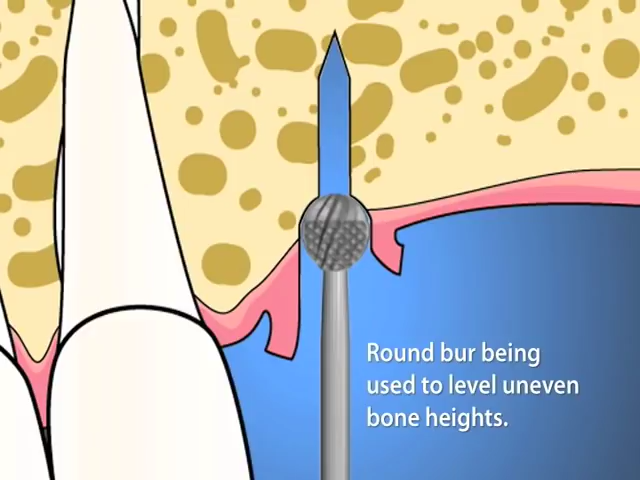 Round bur being
used to level uneven
bone heights.